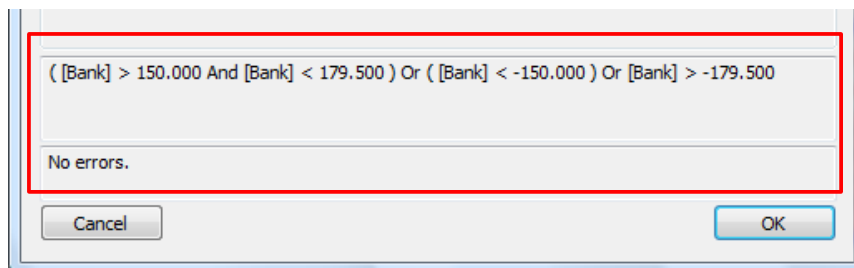 ( [Bank] > 150.000 And [Bank] < 179.500 ) Or ( [Bank] < -150.000 ) Or [Bank] > -179.500
No errors.
Cancel OK